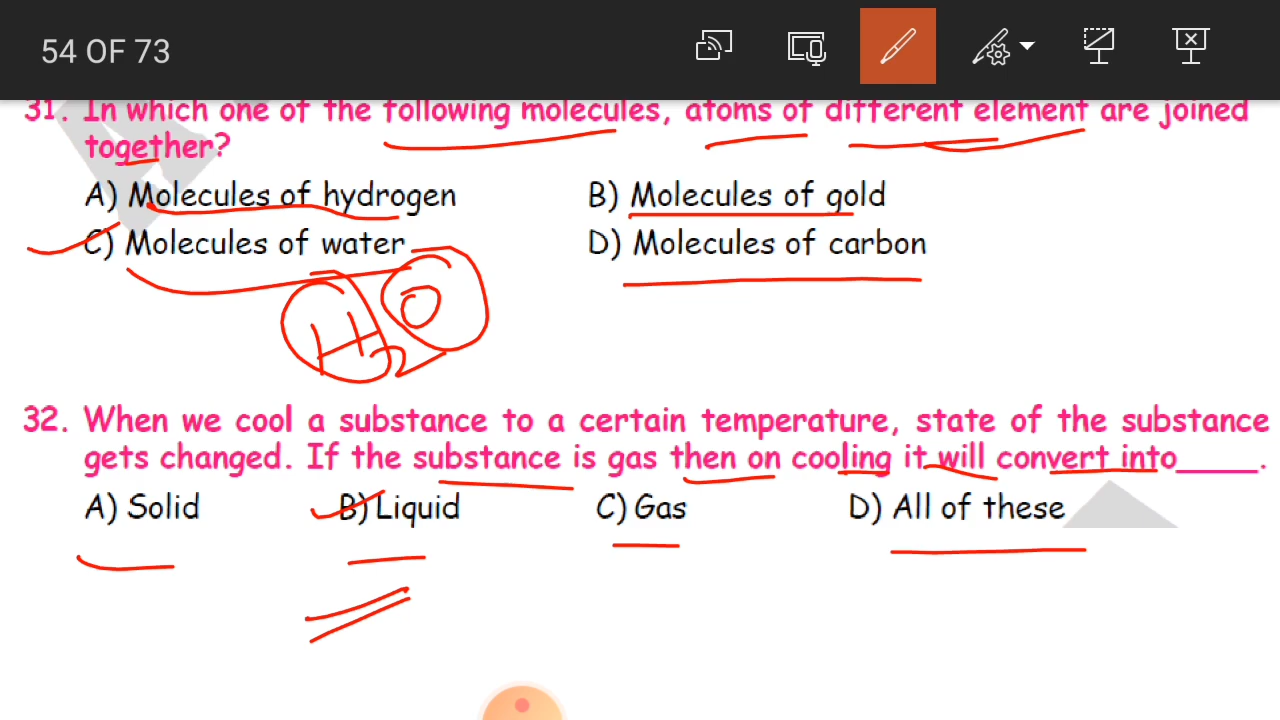 54 OF 73
31. In which one of the following molecules, atoms of different element are joined
together?
A) Molecules of hydrogen B) Molecules of gold
C) Molecules of water D) Molecules of carbon
H2O
32. When we cool a substance to a certain temperature, state of the substance
gets changed. If the substance is gas then on cooling it will convert into_____.
A) Solid B) Liquid C) Gas D) All of these